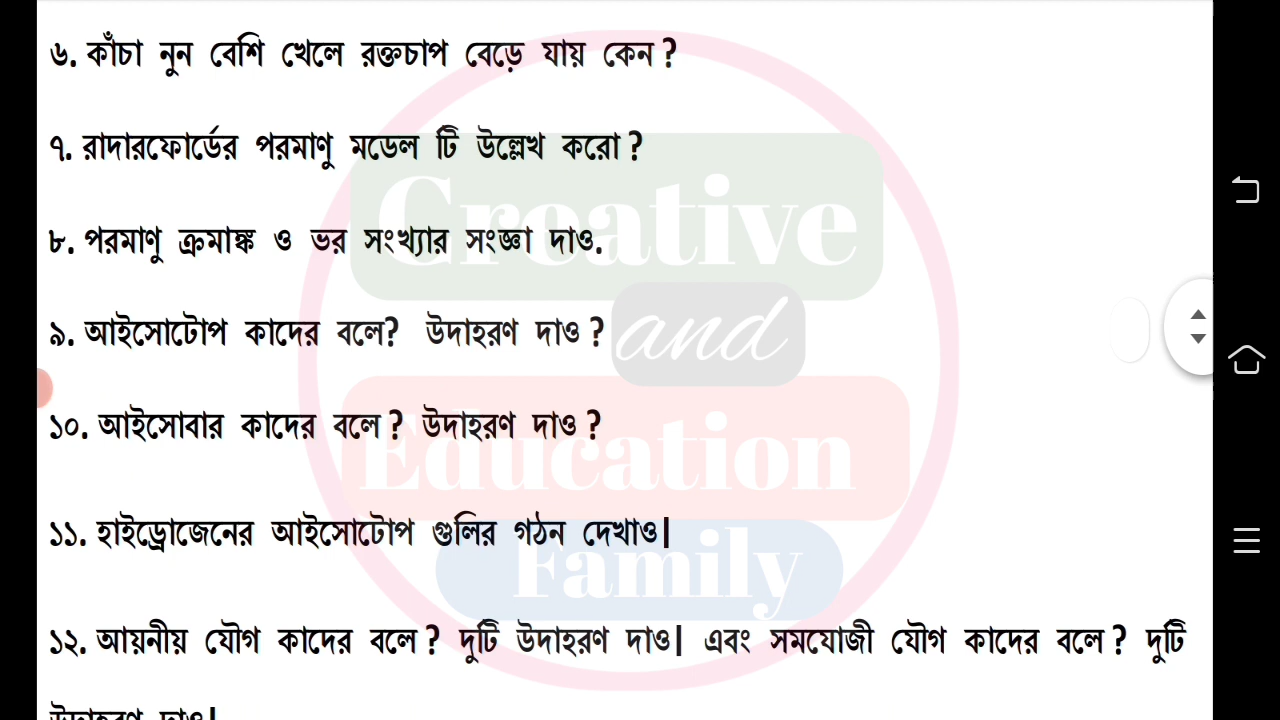 ৬. কাঁচা নুন বেশি খেলে রক্তচাপ বেড়ে যায় কেন ?
৭. রাদারফোর্ডের পরমাণু মডেল টি উল্লেখ করো ?
৮. পরমাণু ক্রমাঙ্ক ও ভর সংখ্যার সংজ্ঞা দাও.
৯. আইসোটোপ কাদের বলে? উদাহরণ দাও ?
১০. আইসোবার কাদের বলে ? উদাহরণ দাও ?
১১. হাইড্রোজেনের আইসোটোপ গুলির গঠন দেখাও|
১২. আয়নীয় যৌগ কাদের বলে ? দুটি উদাহরণ দাও| এবং সমযোজী যৌগ কাদের বলে ? দুটি
উদাহরণ দাও|
Creative
and
Education
Family